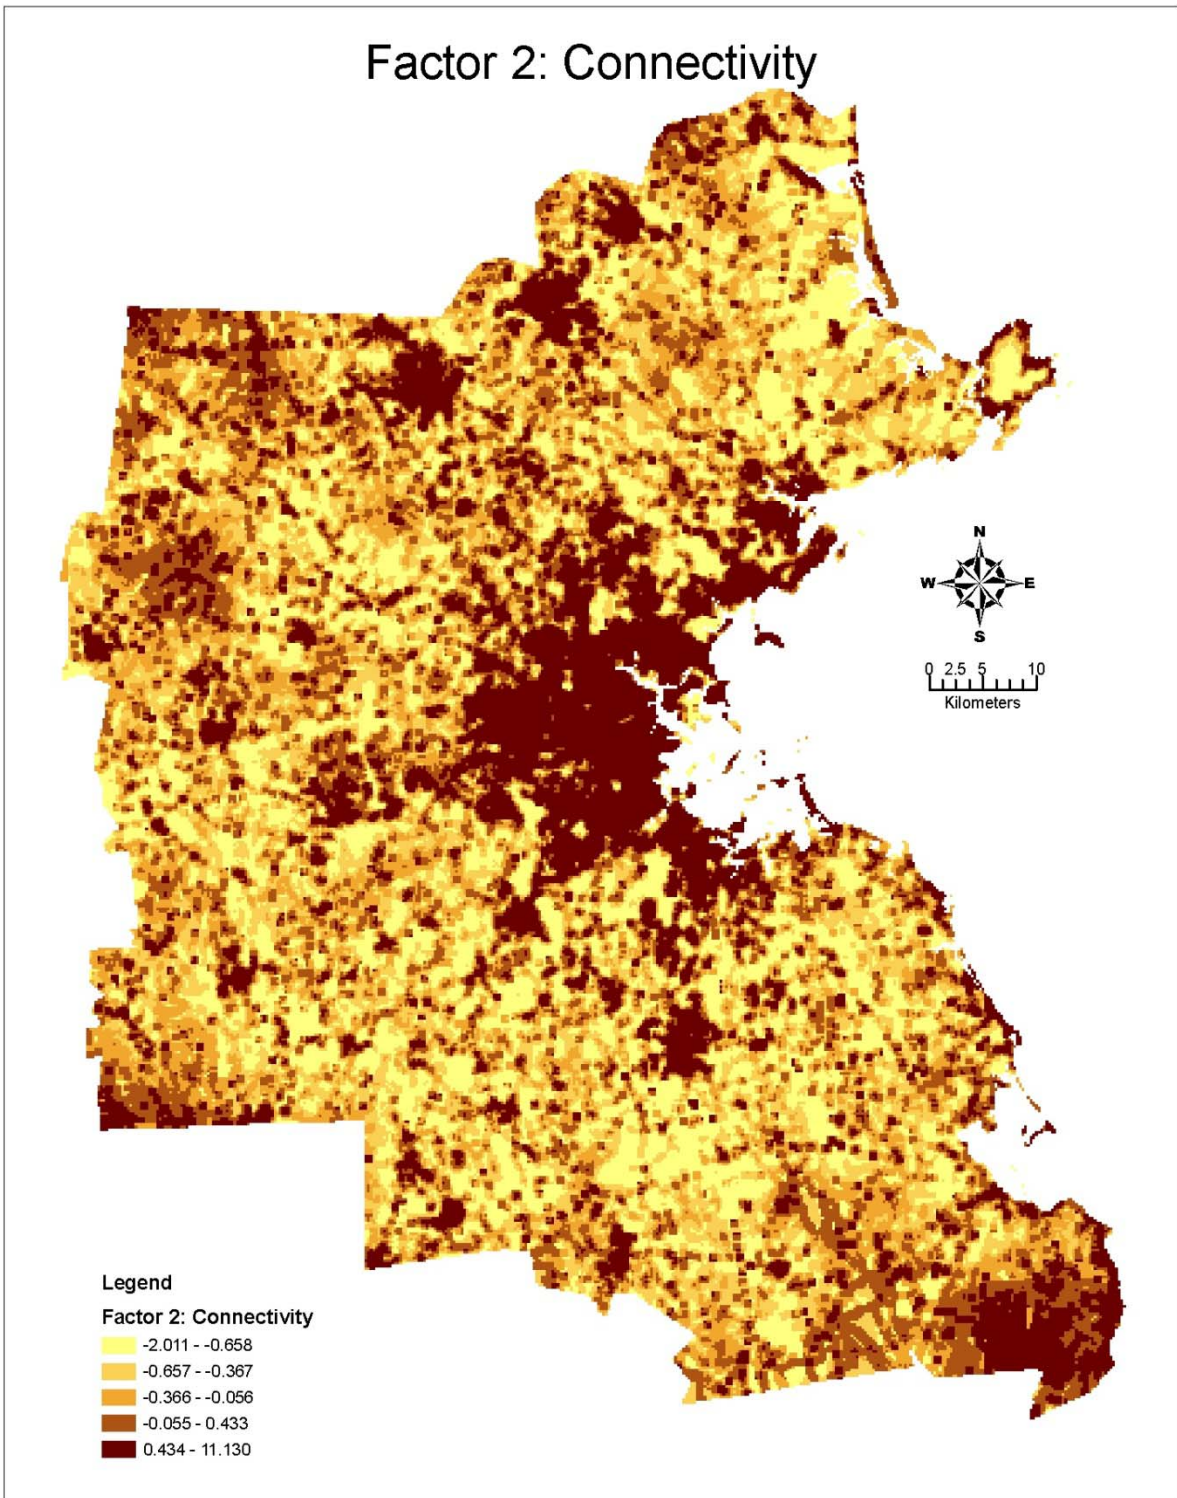 Factor 2: Connectivity
N
W E
S
0 2.5 5 10
Kilometers
Legend
Factor 2: Connectivity
-2.011 - -0.658
-0.657 - -0.367
-0.366 - -0.056
-0.055 - 0.433
0.434 - 11.130